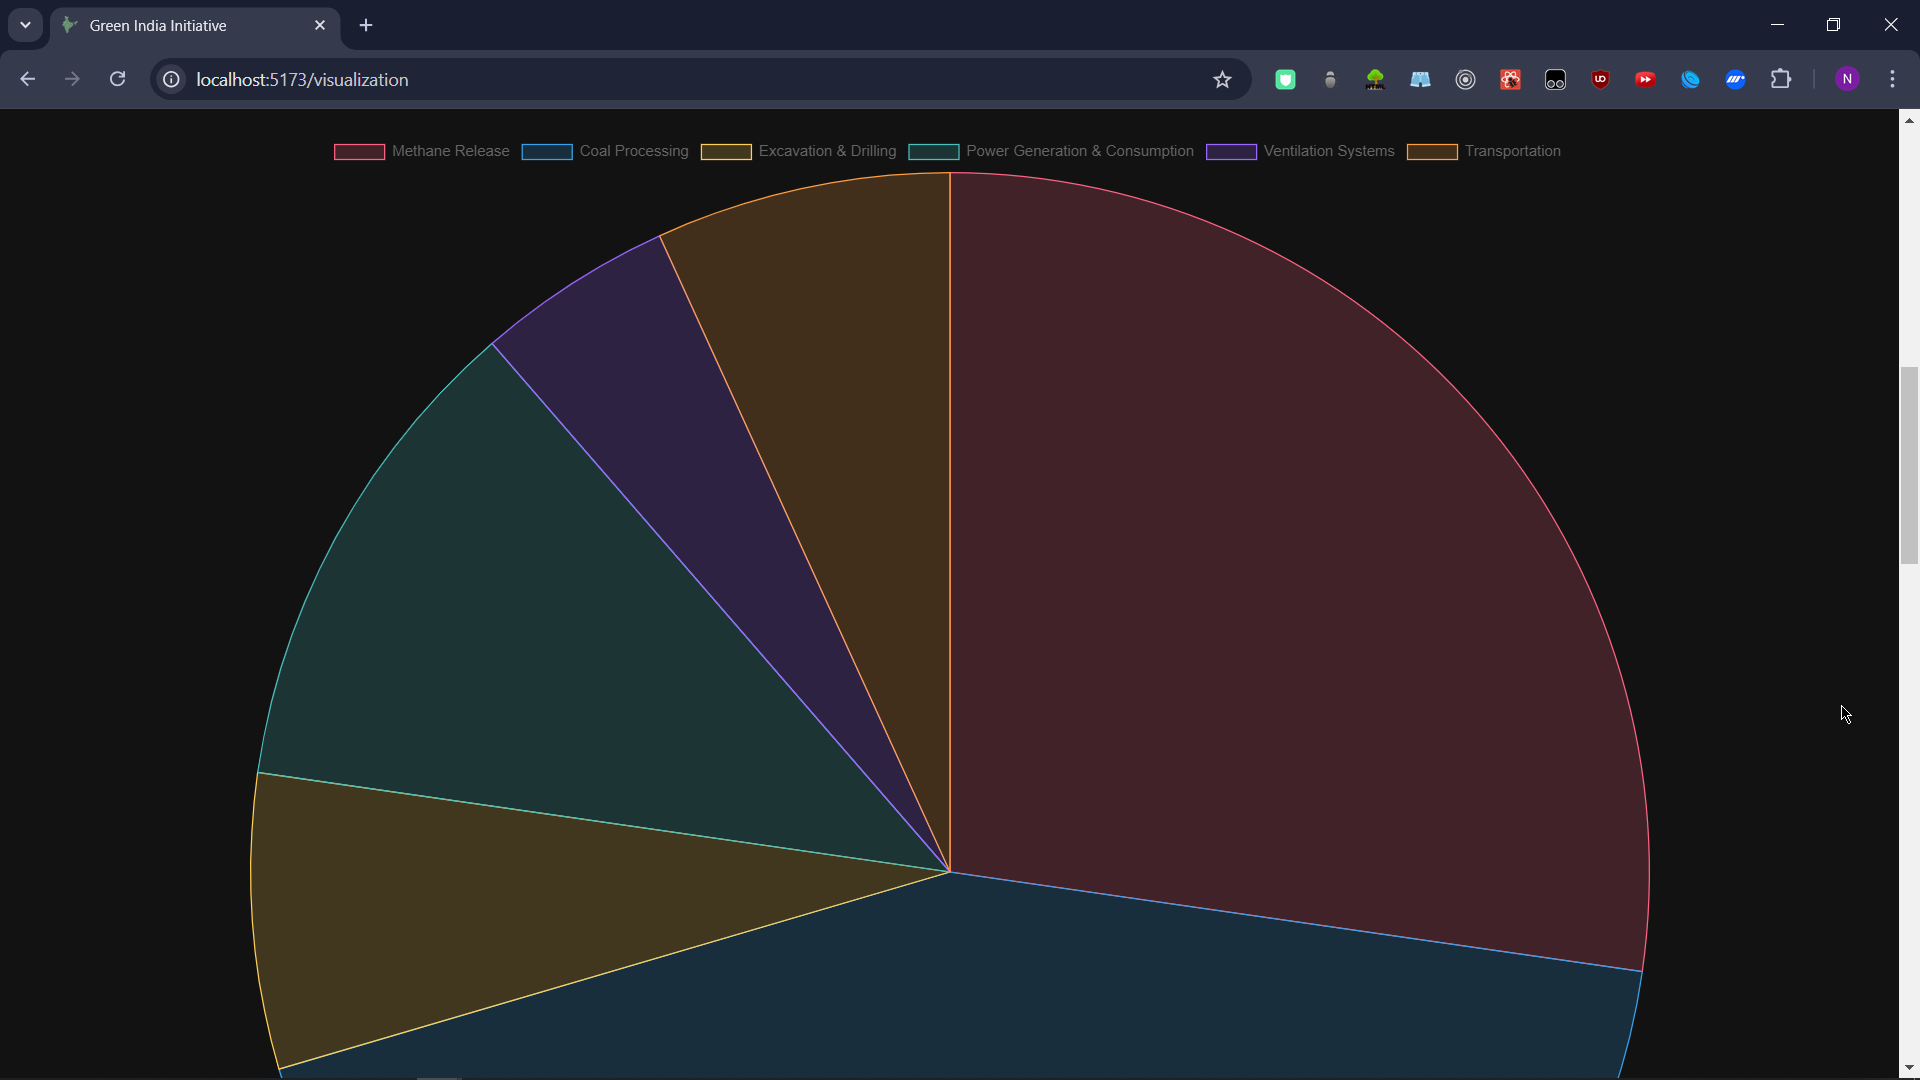 Green India Initiative
localhost:5173/visualization
N
Methane Release Coal Processing Excavation & Drilling Power Generation & Consumption Ventilation Systems Transportation